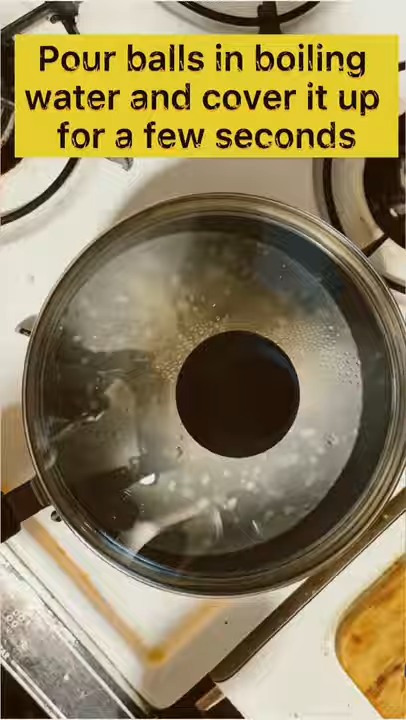 Pour balls in boiling
water and cover it up
for a few seconds